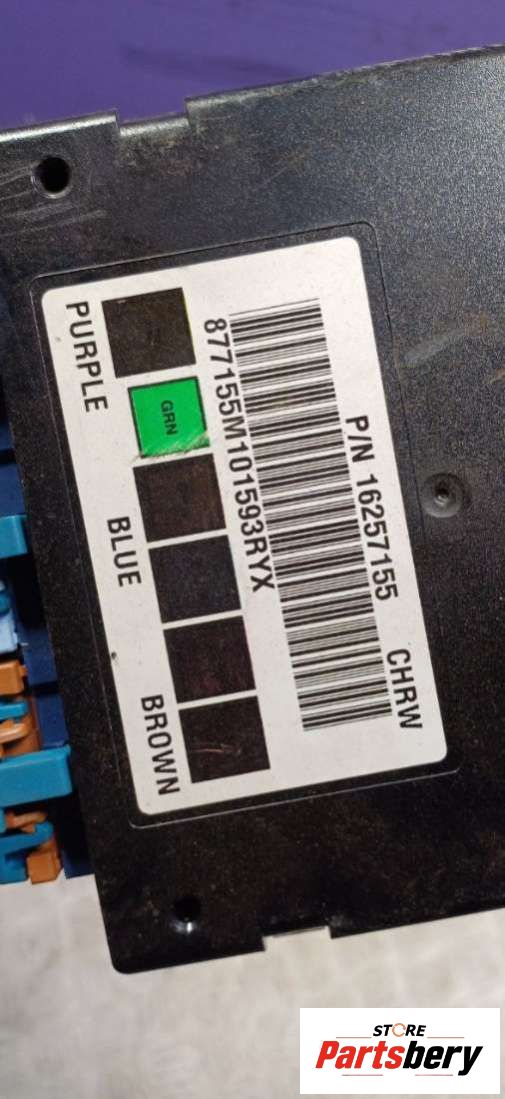 P/N 16257155 CHRW
877155M101593RYX
GRN
PURPLE BLUE BROWN
STORE
Partsbery